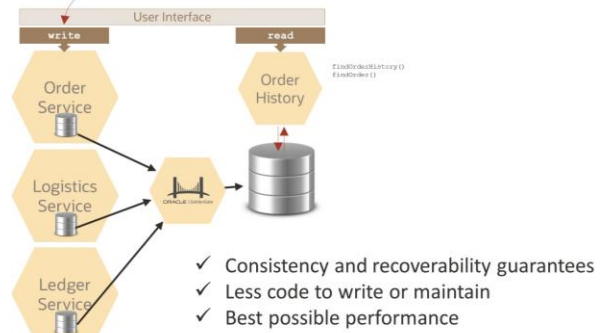 User Interface
write
read
Order
Service
Order
History
findOrderHistory()
findOrder()
Logistics
Service
ORACLE GoldenGate
Ledger
Service
✓ Consistency and recoverability guarantees
✓ Less code to write or maintain
✓ Best possible performance